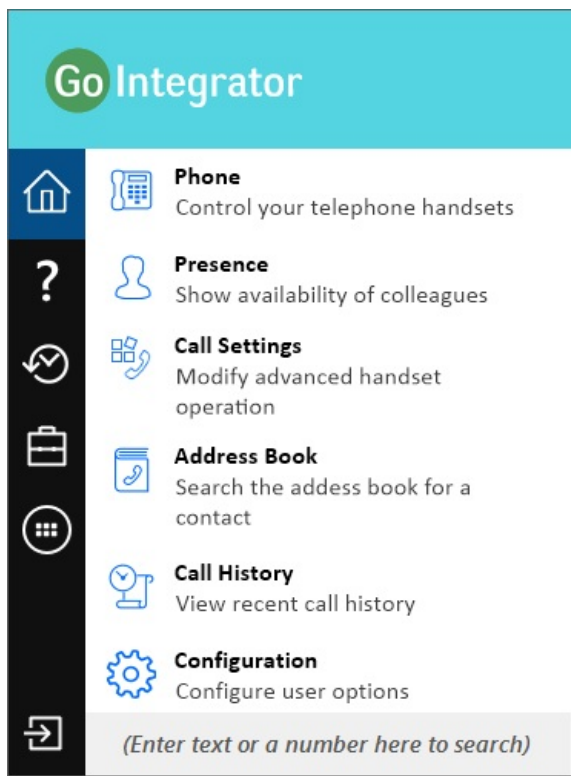 Go Integrator
Phone
Control your telephone handsets
?
Presence
Show availability of colleagues
Call Settings
Modify advanced handset
operation
Address Book
Search the addess book for a
contact
Call History
View recent call history
Configuration
Configure user options
(Enter text or a number here to search)